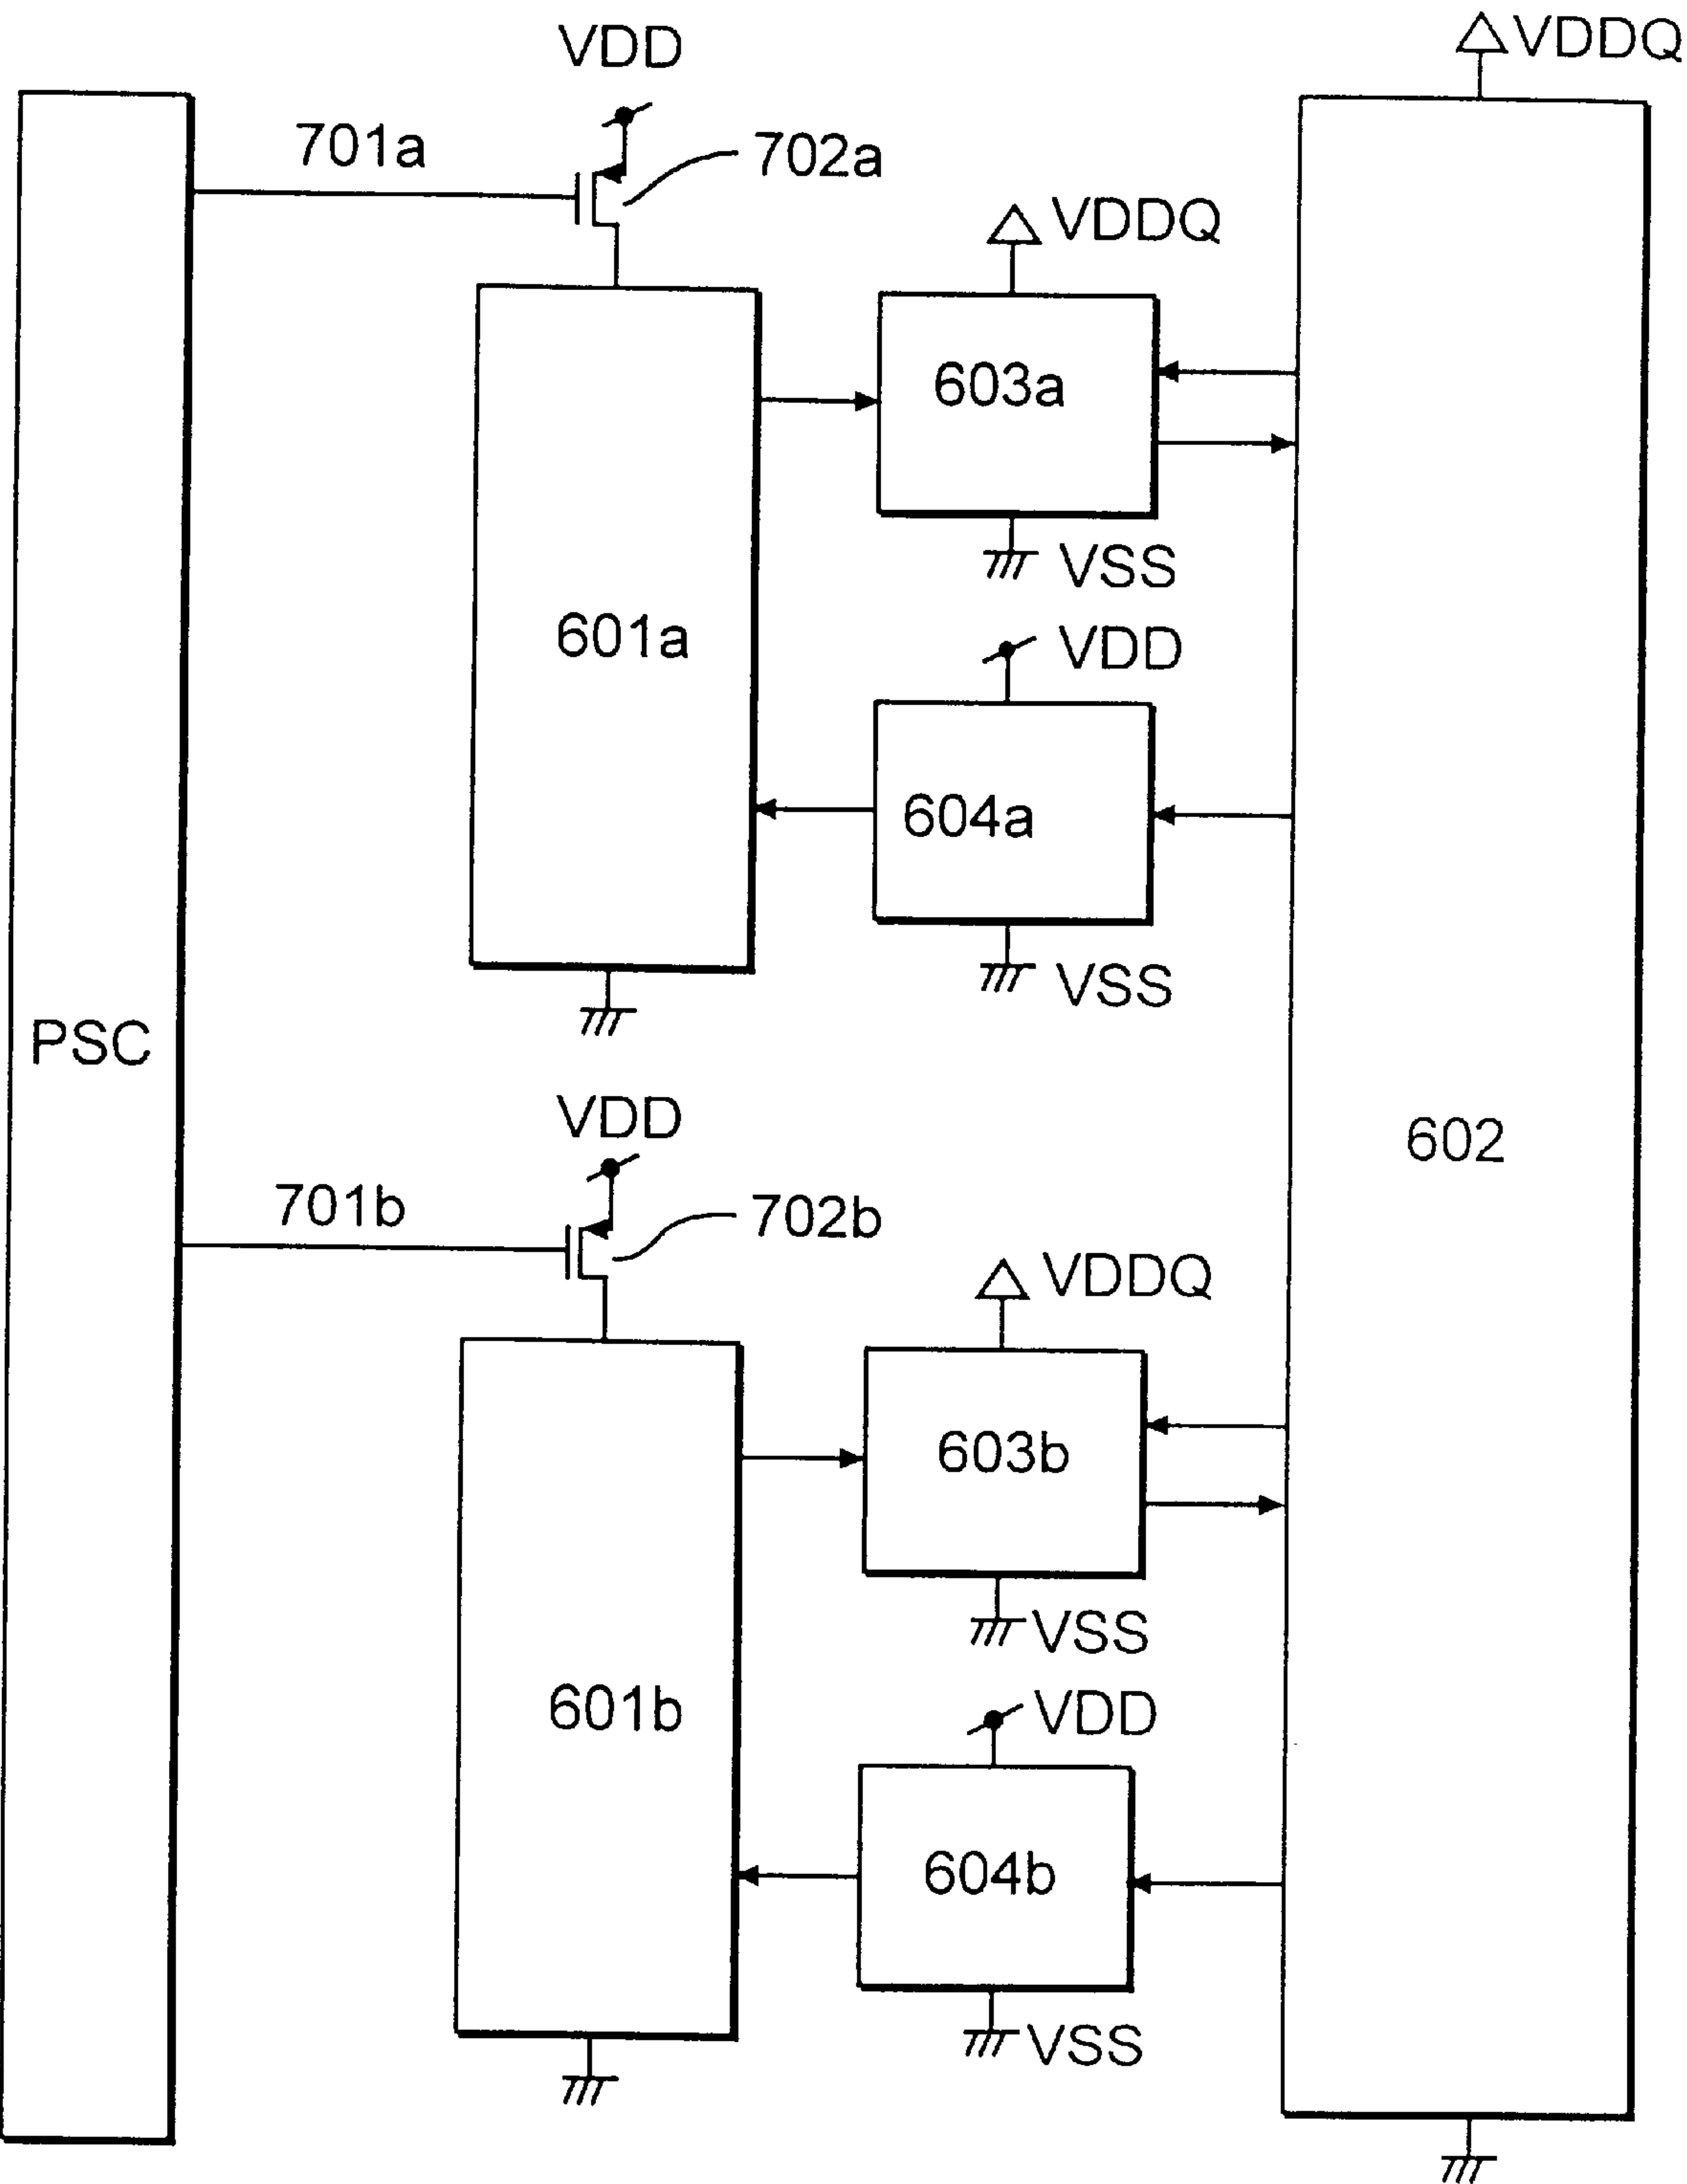 VDD
VDDQ
701a
702a
VDDQ
603a
VSS
601a
VDD
604a
VSS
PSC
VDD
602
701b
702b
VDDQ
603b
VSS
601b
VDD
604b
VSS